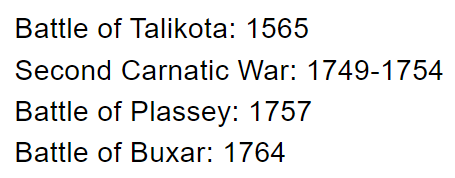 Battle of Talikota: 1565
Second Carnatic War: 1749-1754
Battle of Plassey: 1757
Battle of Buxar: 1764